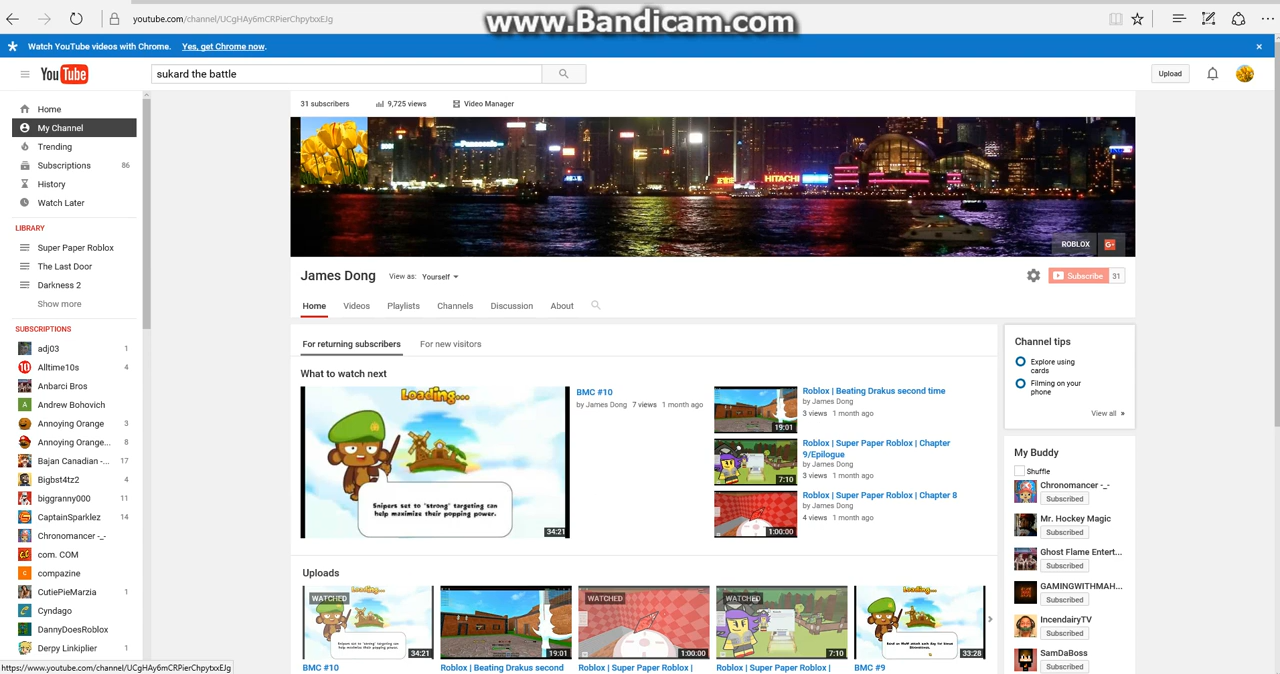 www.Bandicam.com
youtube.com/channel/UCgHAy6mCRPierChpytxxEJg
Watch YouTube videos with Chrome. Yes, get Chrome now.
YouTube
sukard the battle
Upload
Home
My Channel
Trending
Subscriptions 86
History
Watch Later
LIBRARY
Super Paper Roblox
The Last Door
Darkness 2
Show more
SUBSCRIPTIONS
adj03 1
Alltime10s 4
Anbarci Bros
Andrew Bohovich
Annoying Orange 3
Annoying Orange... 8
Bajan Canadian -... 17
Bigbst4tz2 4
biggranny000 11
CaptainSparklez 14
Chronomancer -_-
com. COM
compazine
CutiePieMarzia 1
Cyndago
DannyDoesRoblox
Derpy Linkiplier
31 subscribers 9,725 views Video Manager
Panasonic
HITACHI
ROBLOX
James Dong View as: Yourself
Subscribe 31
Home Videos Playlists Channels Discussion About
For returning subscribers For new visitors
What to watch next
Loading...
Snipers set to 'strong' targeting can
help maximize their popping power.
34:21
BMC #10
by James Dong 7 views 1 month ago
19:01
Roblox | Beating Drakus second time
by James Dong
3 views 1 month ago
7:10
Roblox | Super Paper Roblox | Chapter
9/Epilogue
by James Dong
3 views 1 month ago
1:00:00
Roblox | Super Paper Roblox | Chapter 8
by James Dong
4 views 1 month ago
Uploads
WATCHED
34:21
BMC #10
19:01
Roblox | Beating Drakus second
WATCHED
1:00:00
Roblox | Super Paper Roblox |
WATCHED
7:10
Roblox | Super Paper Roblox |
33:28
BMC #9
Channel tips
Explore using
cards
Filming on your
phone
View all »
My Buddy
Shuffle
Chronomancer -_-
Subscribed
Mr. Hockey Magic
Subscribed
Ghost Flame Entert...
Subscribed
GAMINGWITHMAH...
Subscribed
IncendairyTV
Subscribed
SamDaBoss
Subscribed
https://www.youtube.com/channel/UCgHAy6mCRPierChpytxxEJg